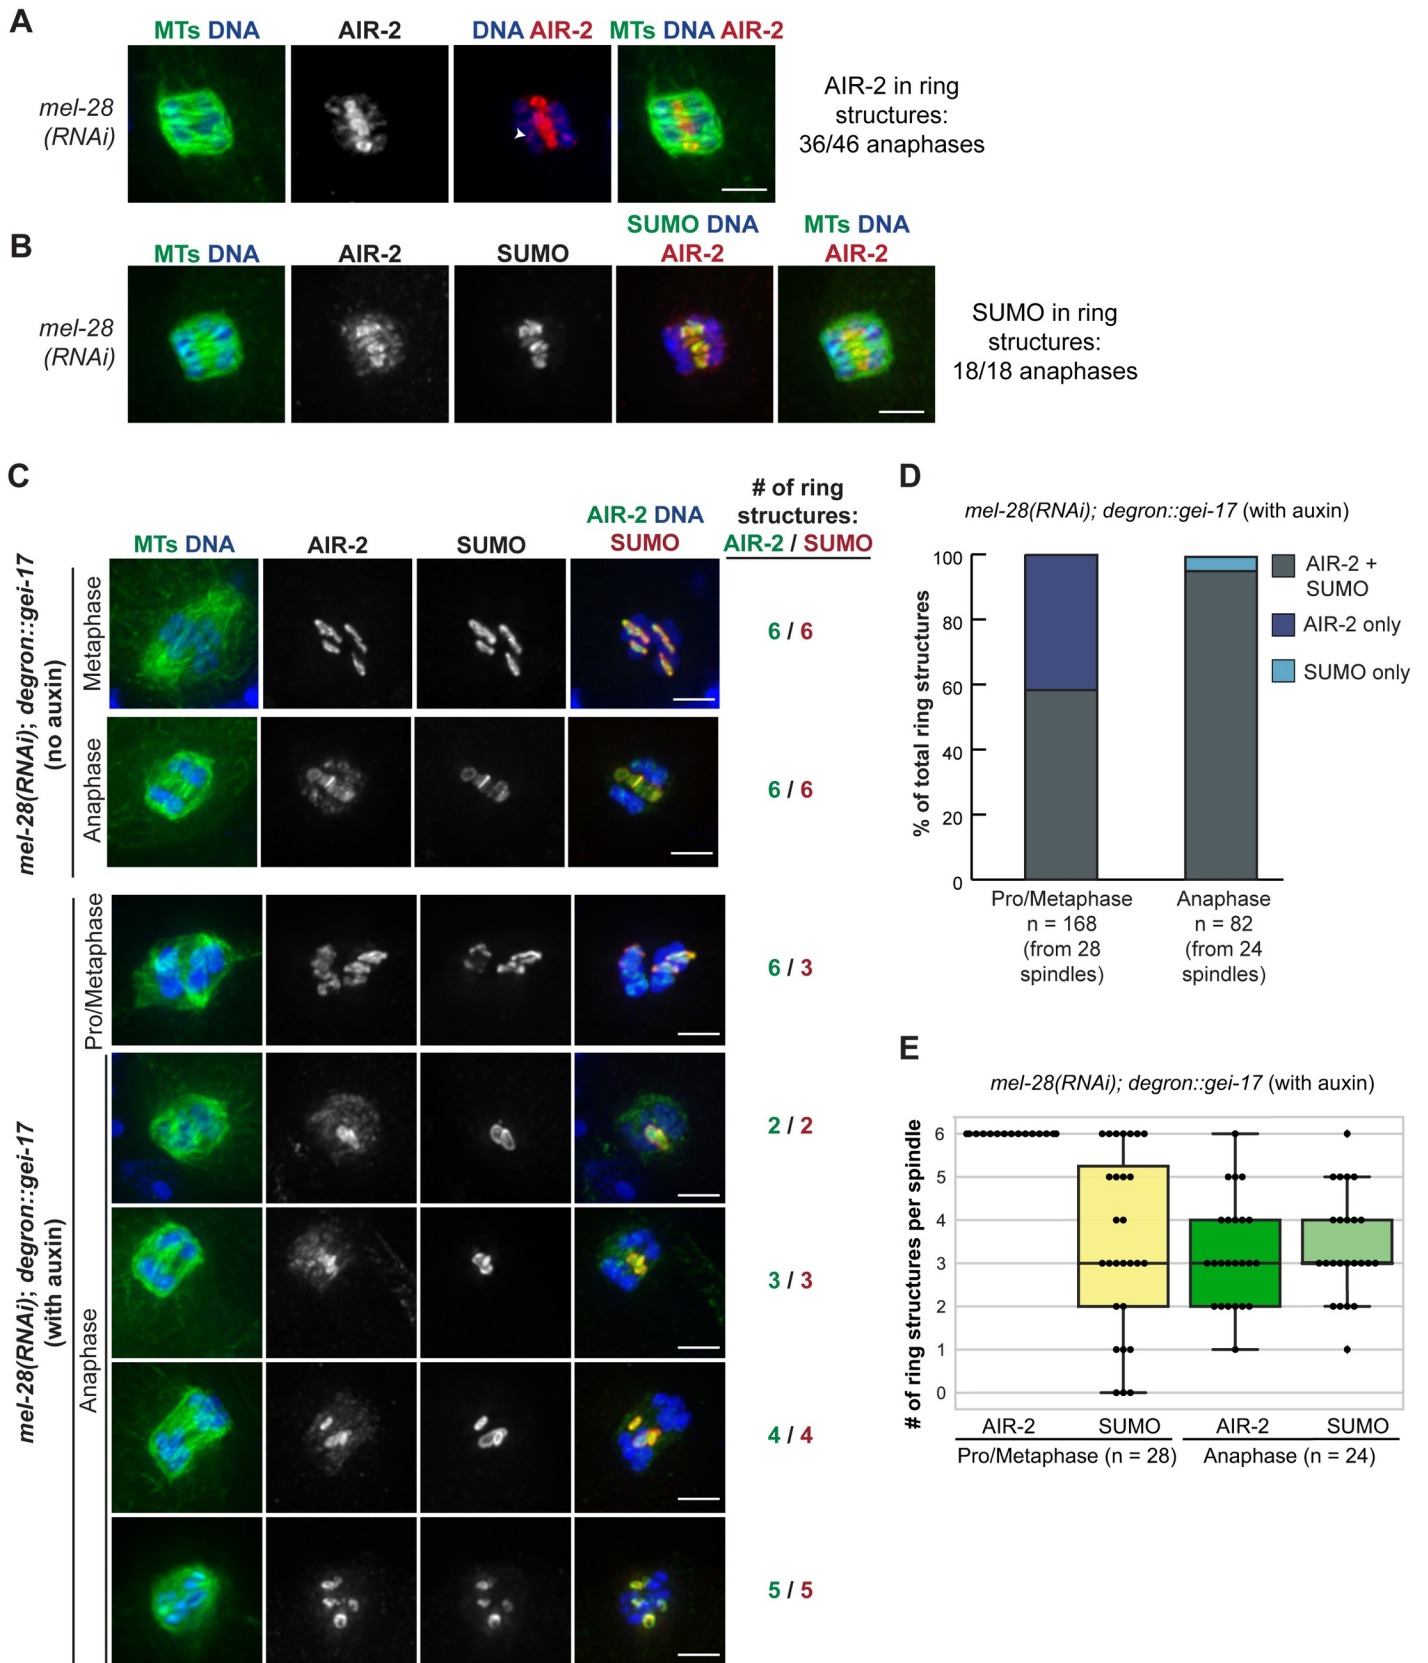 A
MTs DNA
AIR-2
DNA AIR-2
MTs DNA AIR-2
mel-28
(RNAi)
AIR-2 in ring
structures:
36/46 anaphases
B
MTs DNA
AIR-2
SUMO
SUMO DNA
AIR-2
MTs DNA
AIR-2
mel-28
(RNAi)
SUMO in ring
structures:
18/18 anaphases
C
MTs DNA
AIR-2
SUMO
AIR-2 DNA
SUMO
# of ring
structures:
AIR-2 / SUMO
mel-28(RNAi); degron::gei-17
(no auxin)
Metaphase
6 / 6
Anaphase
6 / 6
mel-28(RNAi); degron::gei-17
(with auxin)
Pro/Metaphase
6 / 3
Anaphase
2 / 2
3 / 3
4 / 4
5 / 5
D
mel-28(RNAi); degron::gei-17 (with auxin)
% of total ring structures
100
80
60
40
20
0
AIR-2 +
SUMO
AIR-2 only
SUMO only
Pro/Metaphase
n = 168
(from 28
spindles)
Anaphase
n = 82
(from 24
spindles)
E
mel-28(RNAi); degron::gei-17 (with auxin)
# of ring structures per spindle
6
5
4
3
2
1
0
AIR-2
SUMO
AIR-2
SUMO
Pro/Metaphase (n = 28)
Anaphase (n = 24)